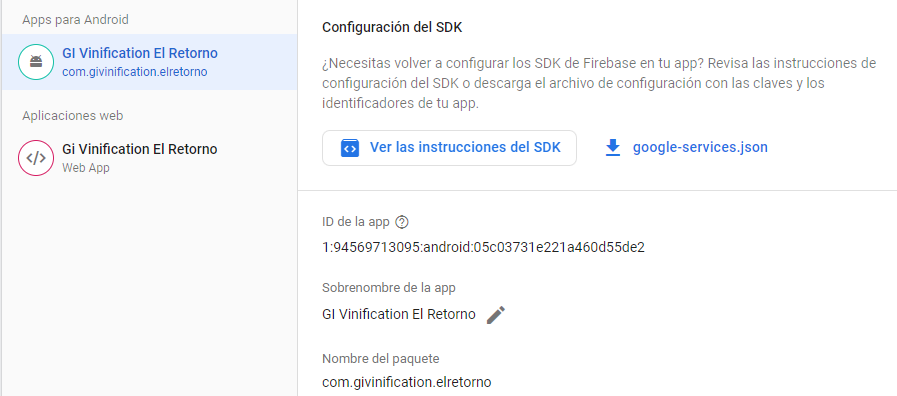 Apps para Android
GI Vinification El Retorno
com.givinification.elretorno
Aplicaciones web
Gi Vinification El Retorno
Web App
Configuración del SDK
¿Necesitas volver a configurar los SDK de Firebase en tu app? Revisa las instrucciones de
configuración del SDK o descarga el archivo de configuración con las claves y los
identificadores de tu app.
Ver las instrucciones del SDK
google-services.json
ID de la app
1:94569713095:android:05c03731e221a460d55de2
Sobrenombre de la app
GI Vinification El Retorno
Nombre del paquete
com.givinification.elretorno